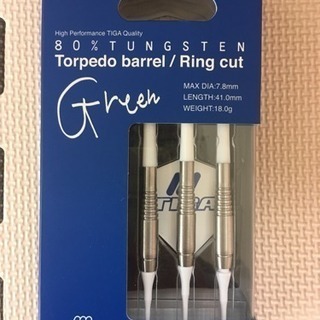 High Performance TIGA Quality
80%TUNGSTEN
Torpedo barrel / Ring cut
Green
MAX DIA:7.8mm
LENGTH:41.0mm
WEIGHT:18.0g
TIGA